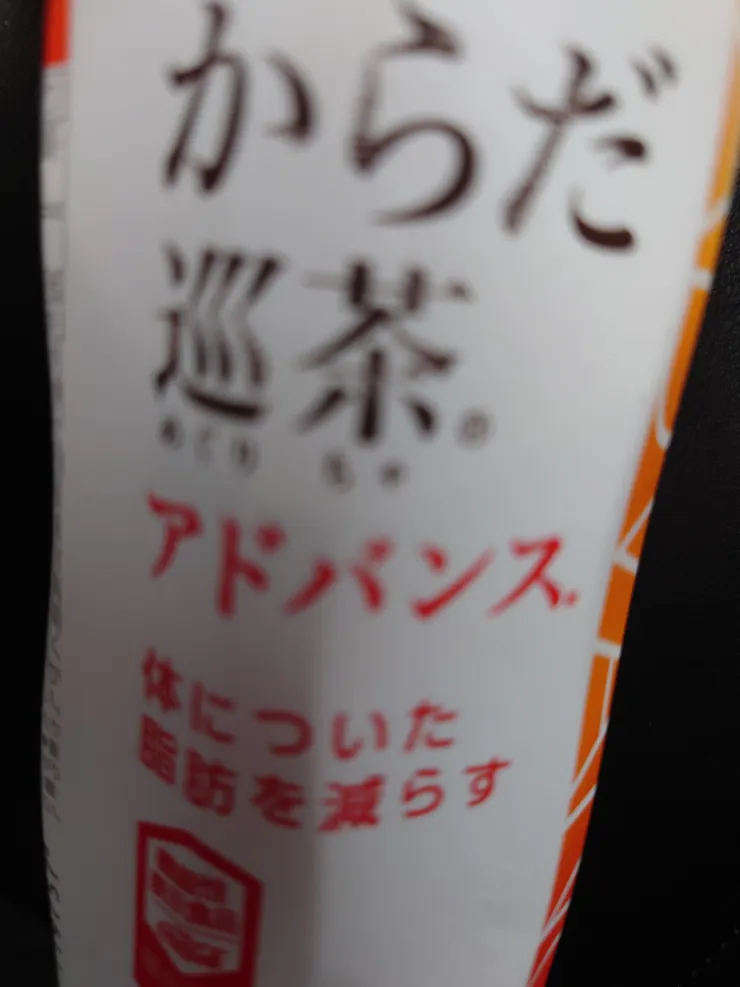 からだ
巡茶®
めぐりちゃ
アドバンス®
体についた
脂肪を減らす